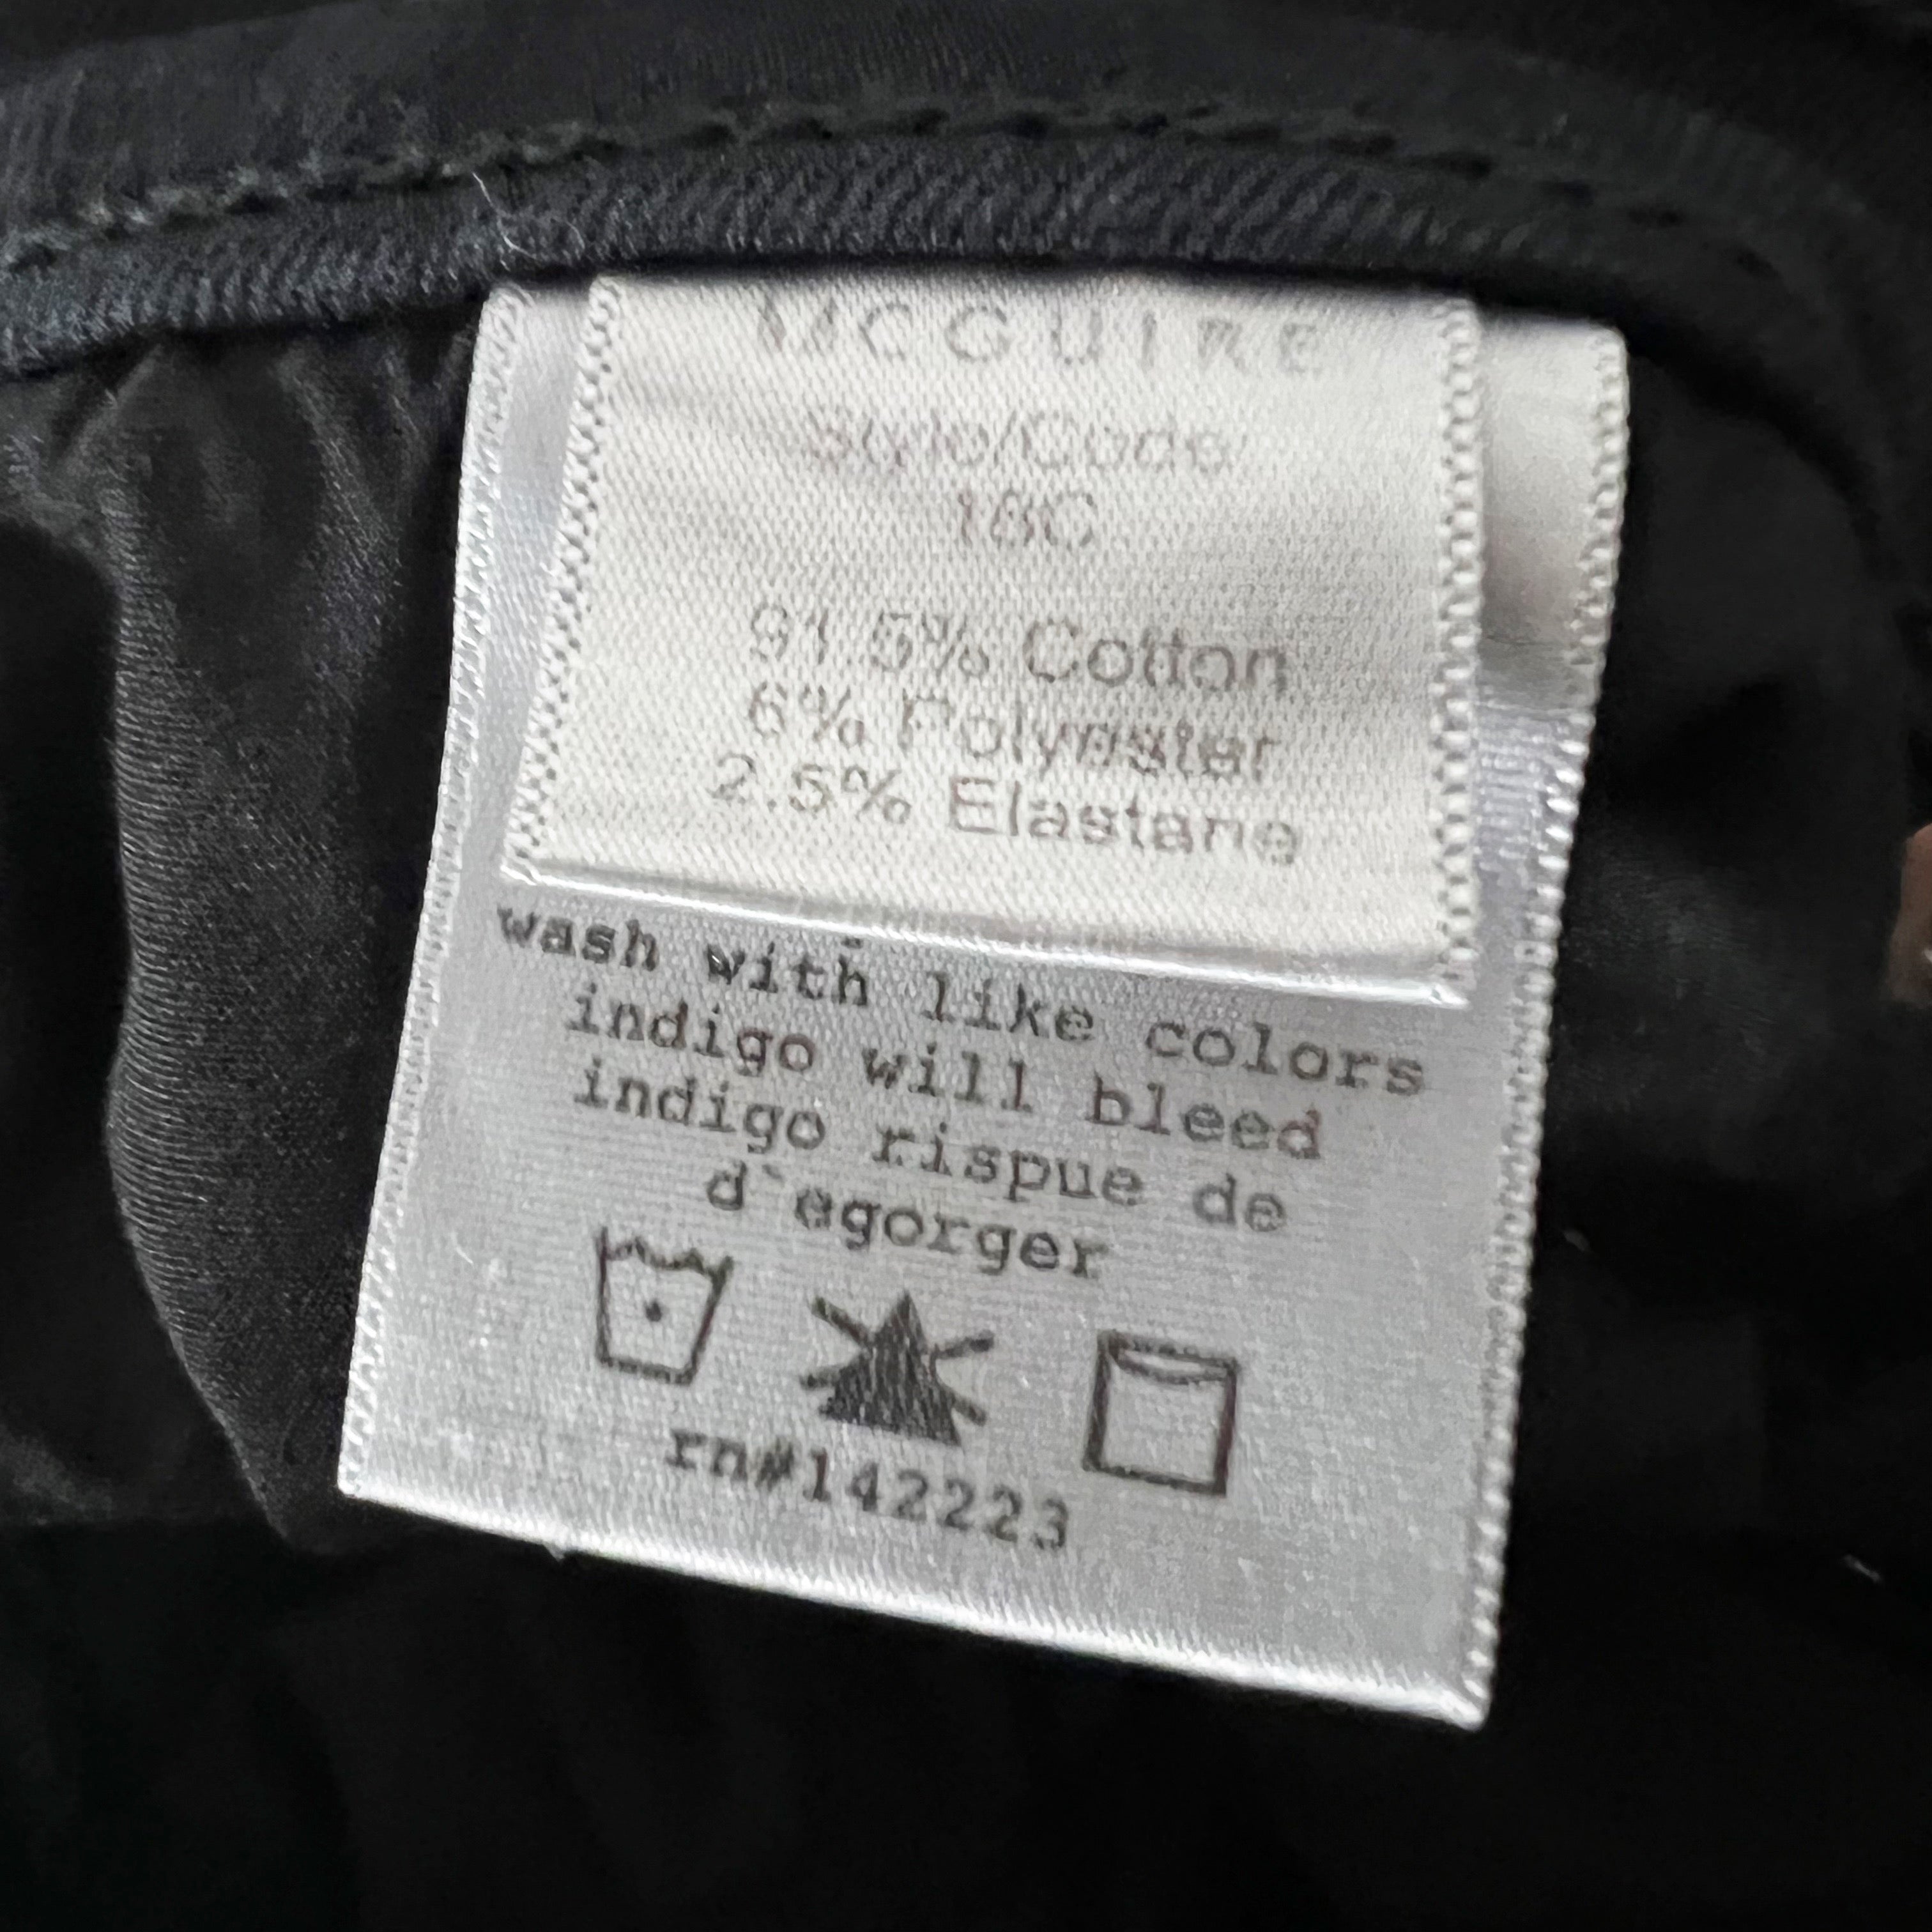 MCGUIRE
Style/Code
18C
91.5% Cotton
6% Polyester
2.5% Elastane
wash with like colors
indigo will bleed
indigo rispue de
d`egorger
rn#142223